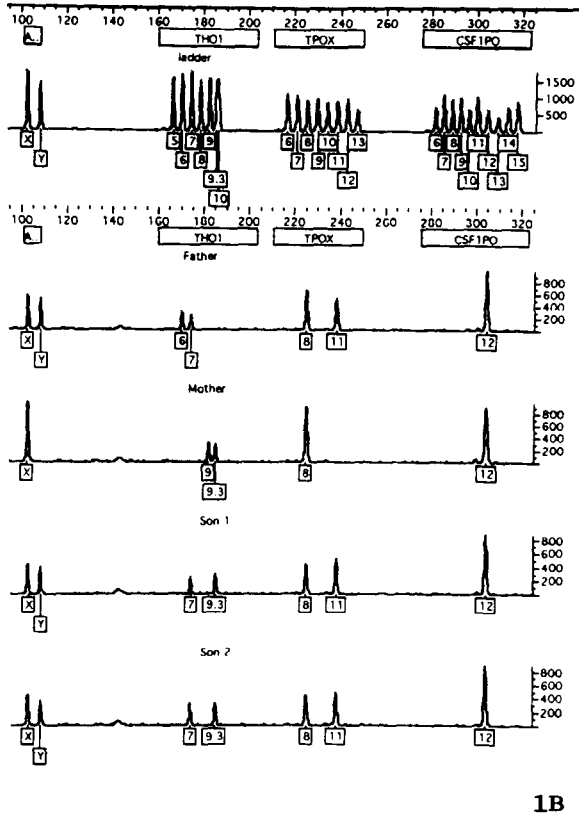 100 120 140 160 180 200 220 240 260 280 300 320
A.. THO1 TPOX CSF1PO
ladder
1500
1000
500
X 5 7 9 6 8 10 13 6 8 11 14
Y 6 8 7 9 11 7 9 12 15
9.3 12 10 13
10
100 120 140 160 180 200 220 240 260 280 300 320
A.. THO1 TPOX CSF1PO
Father
800
600
400
200
X 6 8 11 12
Y 7
Mother
800
600
400
200
X 9 8 12
9.3
Son 1
800
600
400
200
X 7 9.3 8 11 12
Y
Son 2
800
600
400
200
X 7 9 3 8 11 12
Y
1B